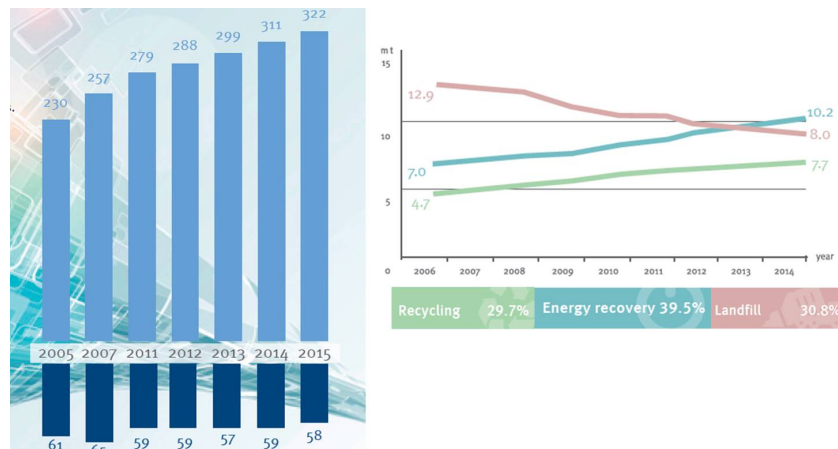 322
311
299
288
279
257
230
s.
2005 2007 2011 2012 2013 2014 2015
61 65 59 59 57 59 58
mt
15
12.9
10.2
10
8.0
7.0
7.7
5
4.7
year
0 2006 2007 2008 2009 2010 2011 2012 2013 2014
Recycling 29.7% Energy recovery 39.5% Landfill 30.8%